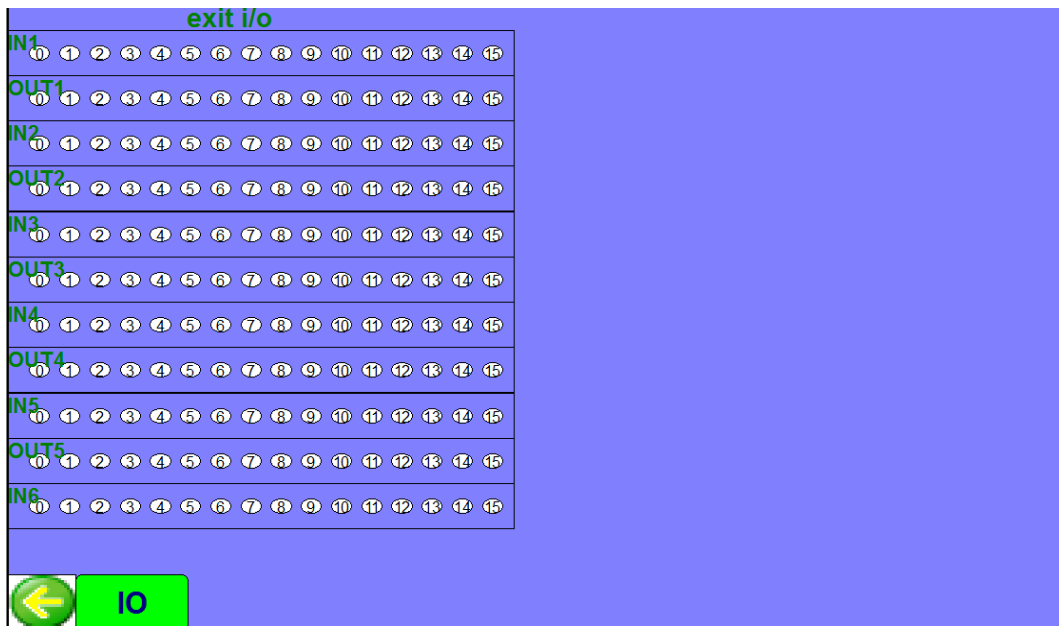 exit i/o
IN1 0 1 2 3 4 5 6 7 8 9 10 11 12 13 14 15
OUT1 0 1 2 3 4 5 6 7 8 9 10 11 12 13 14 15
IN2 0 1 2 3 4 5 6 7 8 9 10 11 12 13 14 15
OUT2 0 1 2 3 4 5 6 7 8 9 10 11 12 13 14 15
IN3 0 1 2 3 4 5 6 7 8 9 10 11 12 13 14 15
OUT3 0 1 2 3 4 5 6 7 8 9 10 11 12 13 14 15
IN4 0 1 2 3 4 5 6 7 8 9 10 11 12 13 14 15
OUT4 0 1 2 3 4 5 6 7 8 9 10 11 12 13 14 15
IN5 0 1 2 3 4 5 6 7 8 9 10 11 12 13 14 15
OUT5 0 1 2 3 4 5 6 7 8 9 10 11 12 13 14 15
IN6 0 1 2 3 4 5 6 7 8 9 10 11 12 13 14 15
IO